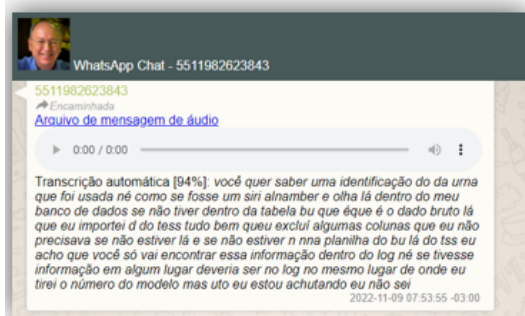 WhatsApp Chat - 5511982623843
5511982623843
Encaminhada
Arquivo de mensagem de áudio
0:00 / 0:00
Transcrição automática [94%]: você quer saber uma identificação do da urna
que foi usada né como se fosse um siri alnamber e olha lá dentro do meu
banco de dados se não tiver dentro da tabela bu que éque é o dado bruto lá
que eu importei d do tess tudo bem queu excluí algumas colunas que eu não
precisava se não estiver lá e se não estiver n nna planilha do bu lá do tss eu
acho que você só vai encontrar essa informação dentro do log né se tivesse
informação em algum lugar deveria ser no log no mesmo lugar de onde eu
tirei o número do modelo mas uto eu estou achutando eu não sei
2022-11-09 07:53:55 -03:00